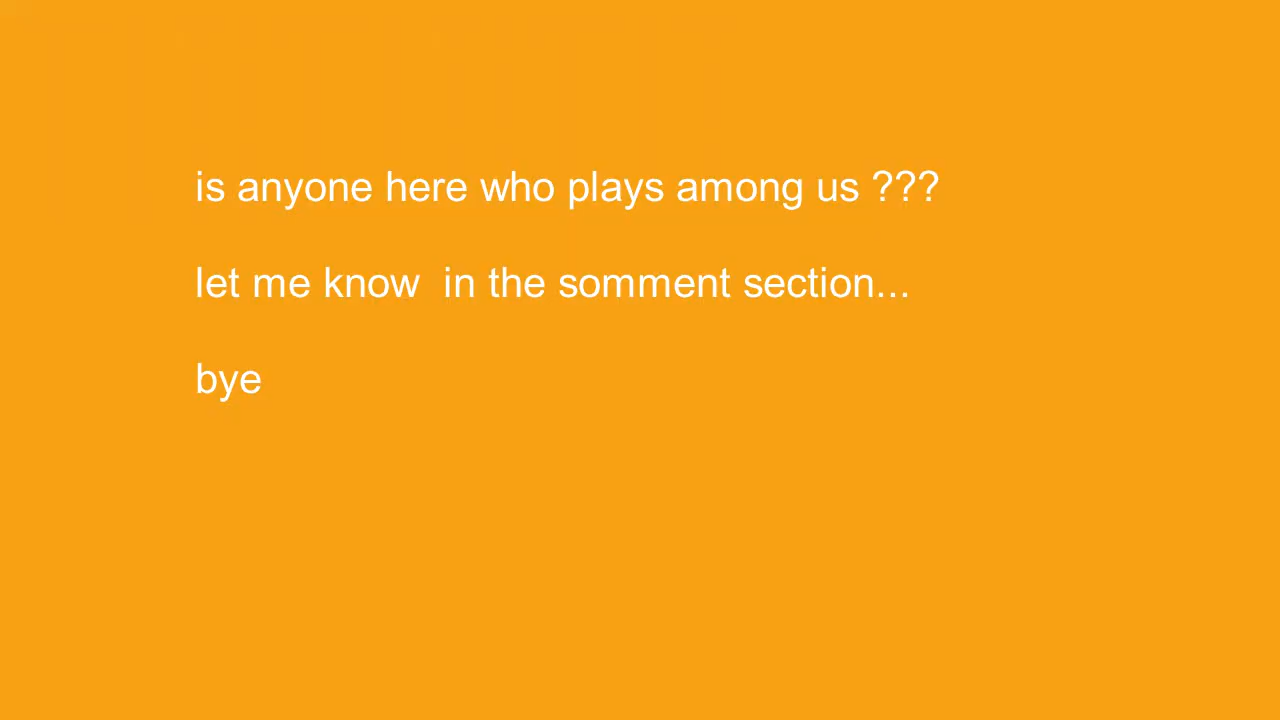 is anyone here who plays among us ???
let me know  in the somment section...
bye